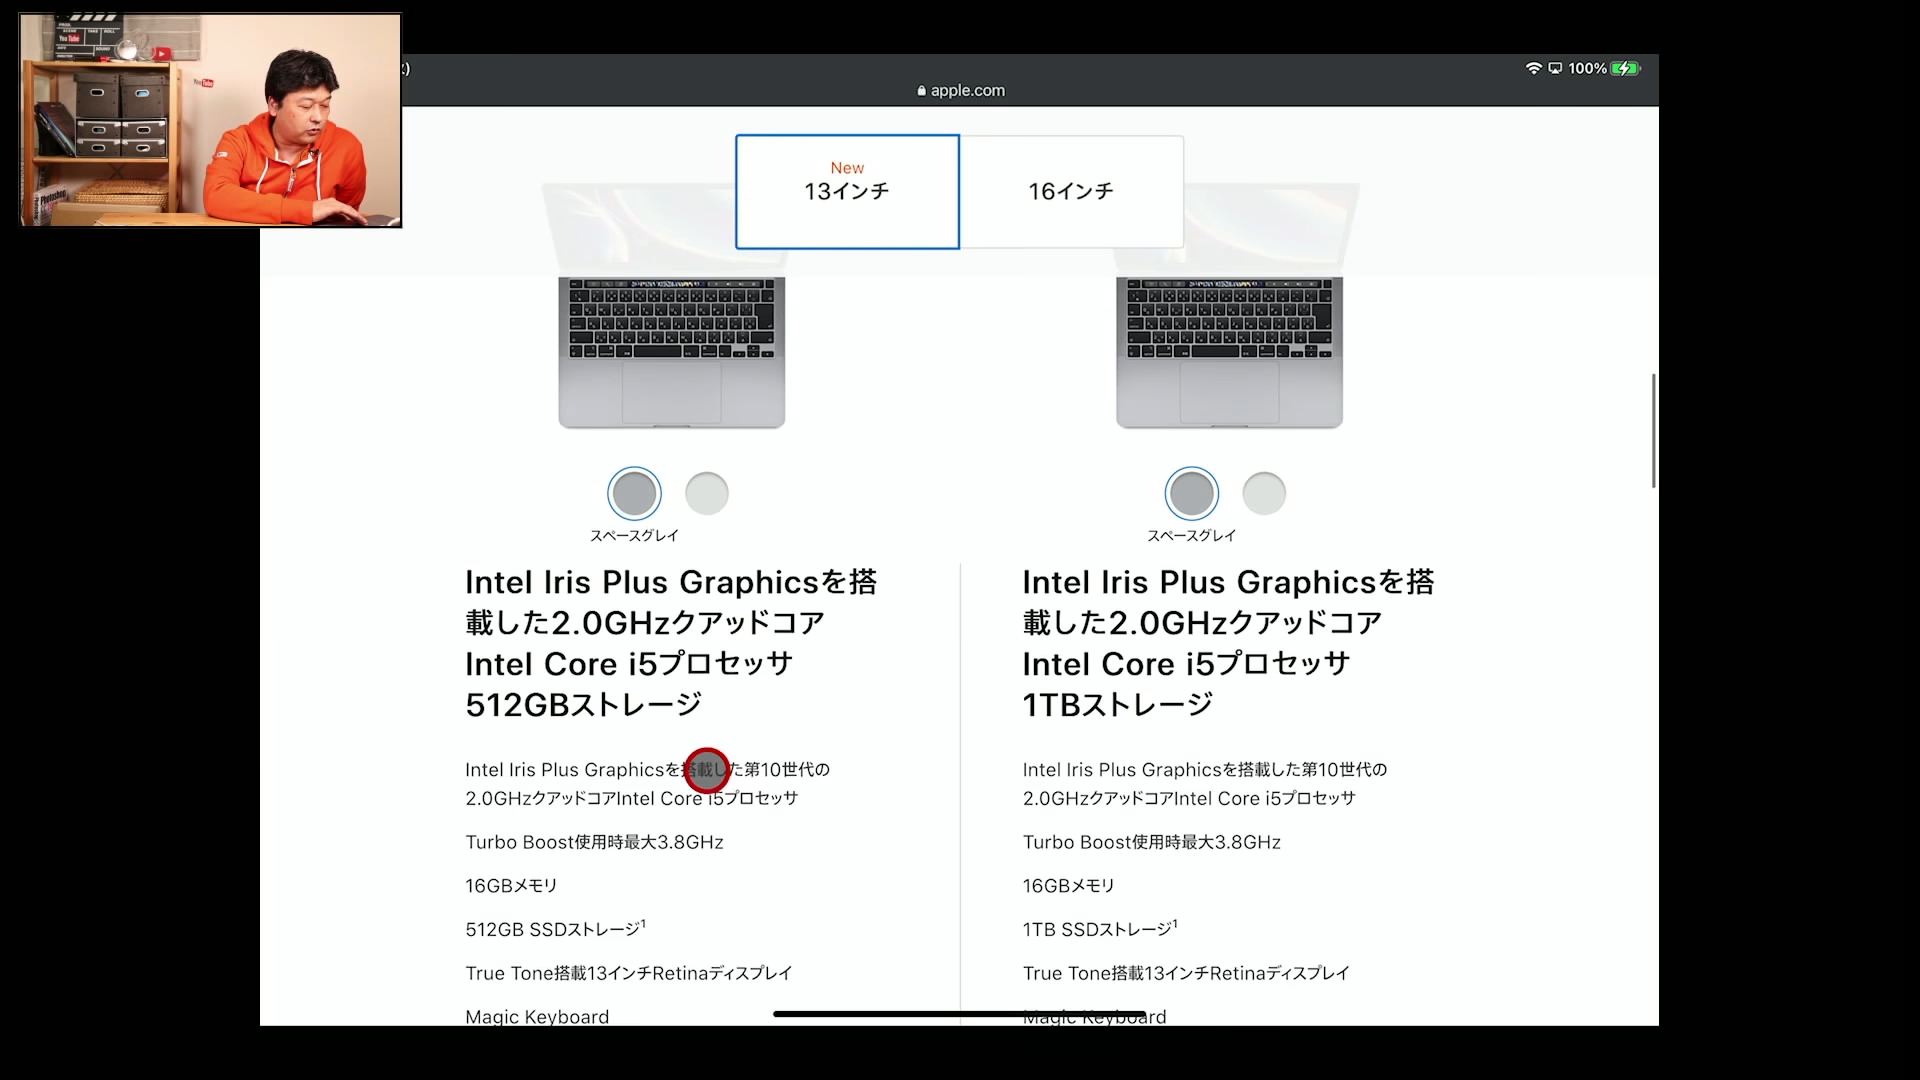 YouTube
YouTube
Photoshop
100%
apple.com
New
13インチ
16インチ
スペースグレイ
スペースグレイ
Intel Iris Plus Graphicsを搭
載した2.0GHzクアッドコア
Intel Core i5プロセッサ
512GBストレージ
Intel Iris Plus Graphicsを搭載した第10世代の
2.0GHzクアッドコアIntel Core i5プロセッサ
Turbo Boost使用時最大3.8GHz
16GBメモリ
512GB SSDストレージ¹
True Tone搭載13インチRetinaディスプレイ
Magic Keyboard
Intel Iris Plus Graphicsを搭
載した2.0GHzクアッドコア
Intel Core i5プロセッサ
1TBストレージ
Intel Iris Plus Graphicsを搭載した第10世代の
2.0GHzクアッドコアIntel Core i5プロセッサ
Turbo Boost使用時最大3.8GHz
16GBメモリ
1TB SSDストレージ¹
True Tone搭載13インチRetinaディスプレイ
Magic Keyboard